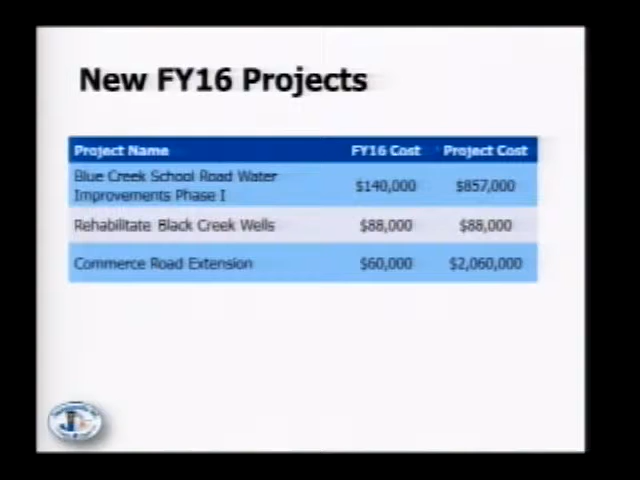 New FY16 Projects
Project Name FY16 Cost Project Cost
Blue Creek School Road Water
Improvements Phase I $140,000 $857,000
Rehabilitate Black Creek Wells $88,000 $88,000
Commerce Road Extension $60,000 $2,060,000